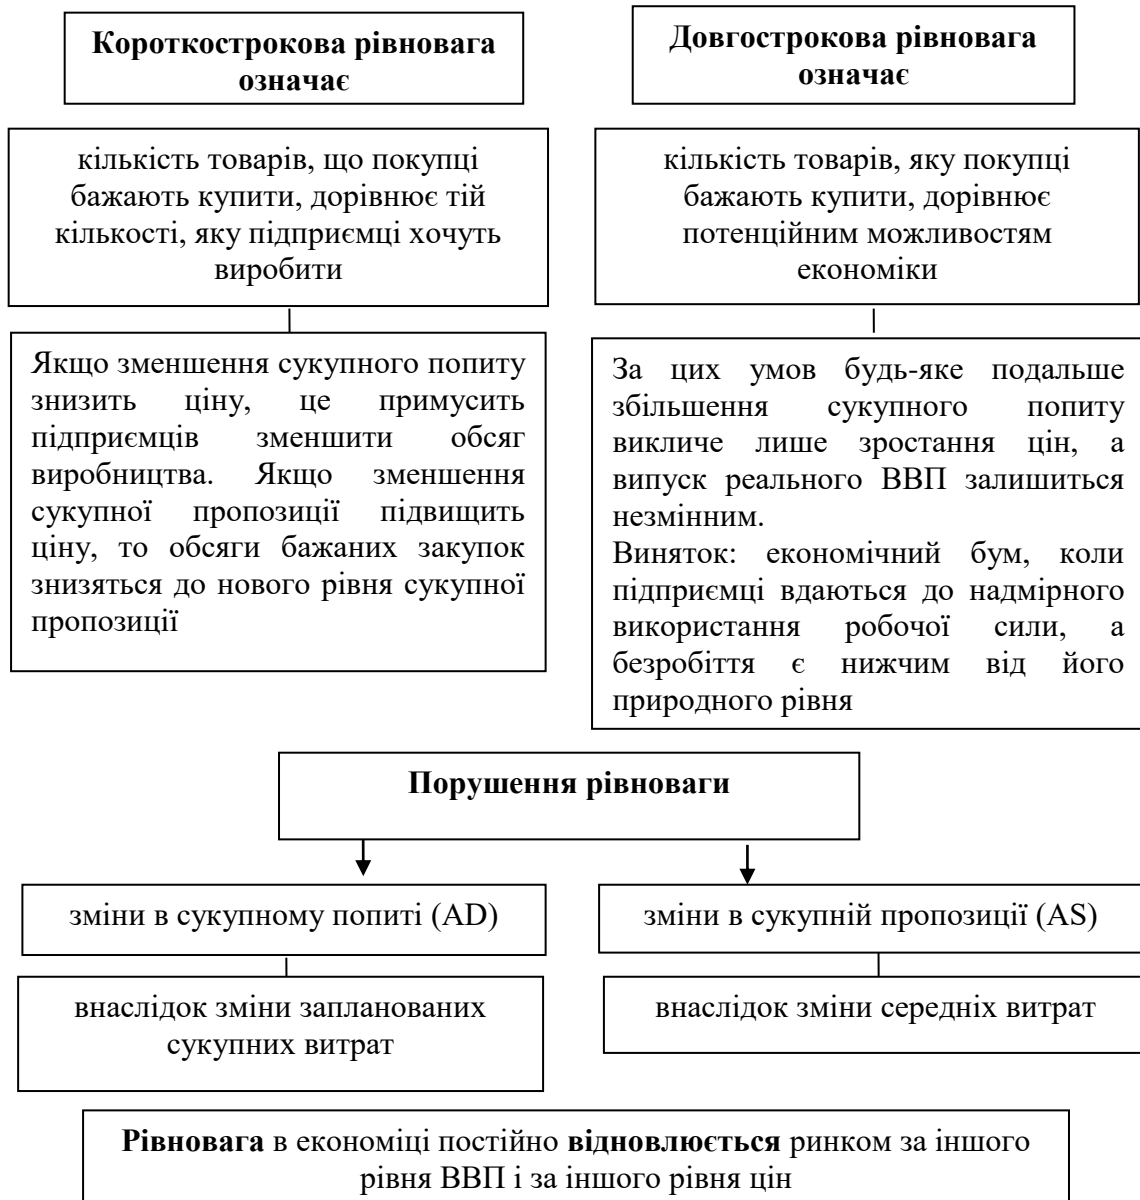 Короткострокова рівновага
означає
Довгострокова рівновага
означає
кількість товарів, що покупці
бажають купити, дорівнює тій
кількості, яку підприємці хочуть
виробити
кількість товарів, яку покупці
бажають купити, дорівнює
потенційним можливостям
економіки
Якщо зменшення сукупного попиту
знизить ціну, це примусить
підприємців зменшити обсяг
виробництва. Якщо зменшення
сукупної пропозиції підвищить
ціну, то обсяги бажаних закупок
знизяться до нового рівня сукупної
пропозиції
За цих умов будь-яке подальше
збільшення сукупного попиту
викличе лише зростання цін, а
випуск реального ВВП залишиться
незмінним.
Виняток: економічний бум, коли
підприємці вдаються до надмірного
використання робочої сили, а
безробіття є нижчим від його
природного рівня
Порушення рівноваги
зміни в сукупному попиті (AD)
зміни в сукупній пропозиції (AS)
внаслідок зміни запланованих
сукупних витрат
внаслідок зміни середніх витрат
Рівновага в економіці постійно відновлюється ринком за іншого
рівня ВВП і за іншого рівня цін